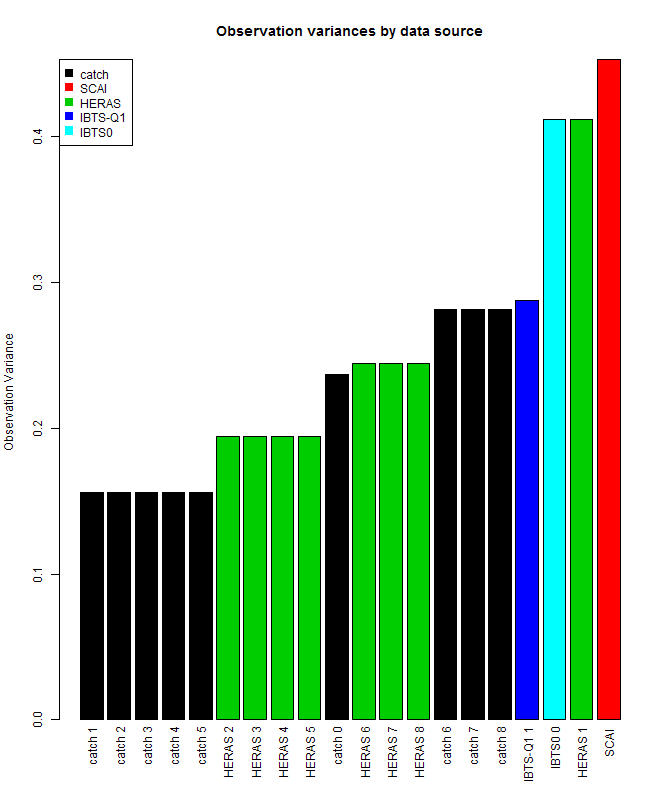 Observation variances by data source
catch
SCAI
HERAS
IBTS-Q1
IBTS0
Observation Variance
0.4
0.3
0.2
0.1
0.0
catch 1
catch 2
catch 3
catch 4
catch 5
HERAS 2
HERAS 3
HERAS 4
HERAS 5
catch 0
HERAS 6
HERAS 7
HERAS 8
catch 6
catch 7
catch 8
IBTS-Q1 1
IBTS0 0
HERAS 1
SCAI